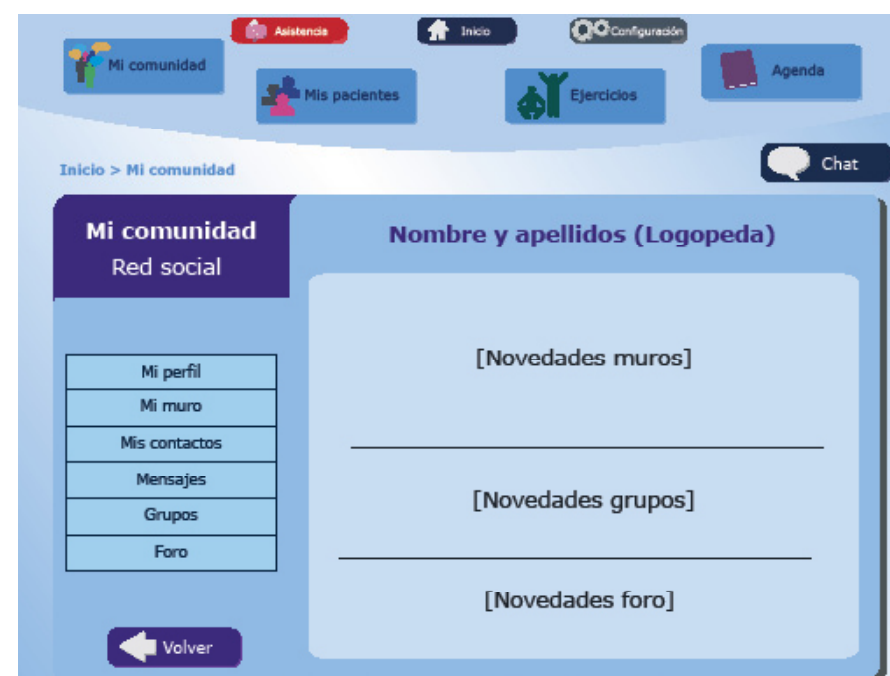 Asistencia
Inicio
Configuración
Mi comunidad
Mis pacientes
Ejercicios
Agenda
Inicio > Mi comunidad
Chat
Mi comunidad
Red social
Nombre y apellidos (Logopeda)
Mi perfil
Mi muro
Mis contactos
Mensajes
Grupos
Foro
[Novedades muros]
[Novedades grupos]
[Novedades foro]
Volver